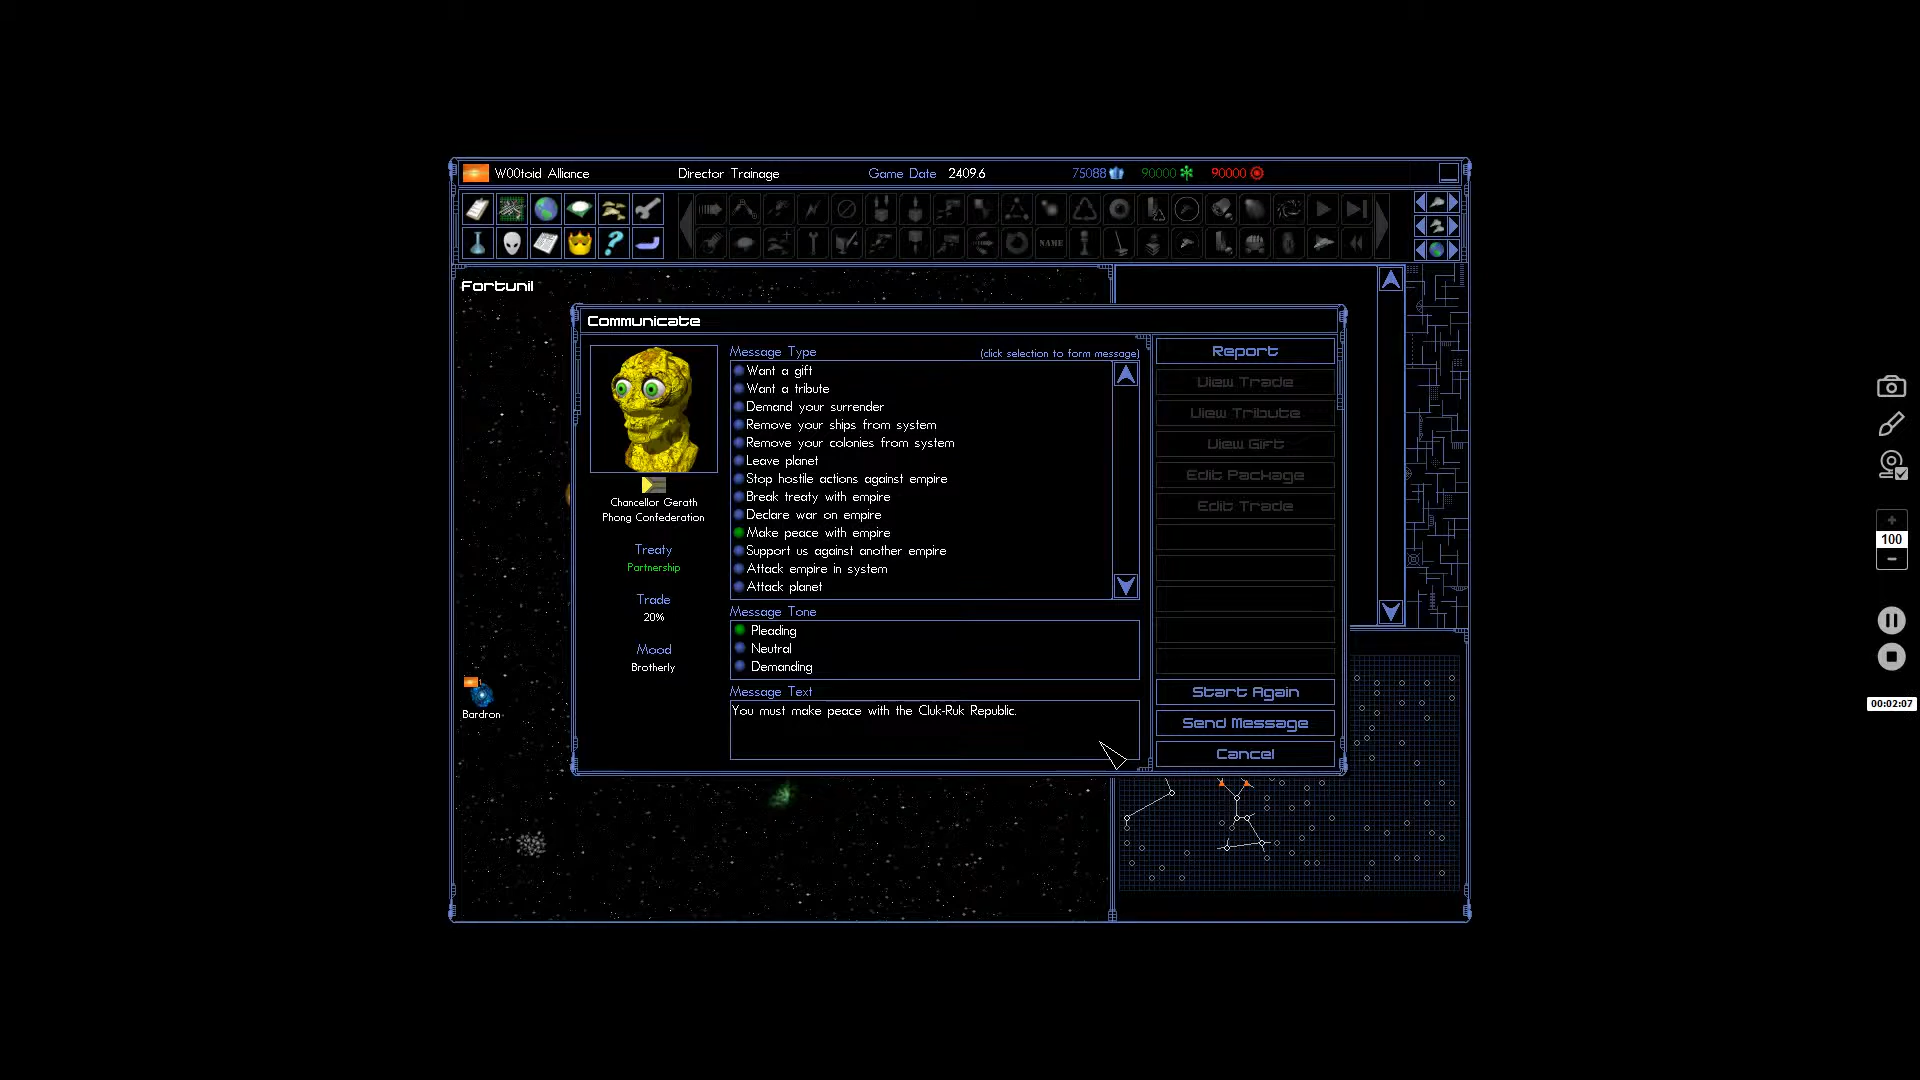 W00toid Alliance Director Trainage Game Date 2409.6 75088 90000 90000
NAME
Fortunil
Communicate
Message Type (click selection to form message)
Want a gift
Want a tribute
Demand your surrender
Remove your ships from system
Remove your colonies from system
Leave planet
Stop hostile actions against empire
Break treaty with empire
Declare war on empire
Make peace with empire
Support us against another empire
Attack empire in system
Attack planet
Chancellor Gerath
Phong Confederation
Treaty
Partnership
Trade
20%
Mood
Brotherly
Message Tone
Pleading
Neutral
Demanding
Message Text
You must make peace with the Cluk-Ruk Republic.
Report
View Trade
View Tribute
View Gift
Edit Package
Edit Trade
Start Again
Send Message
Cancel
1
Bardron
100
00:02:07